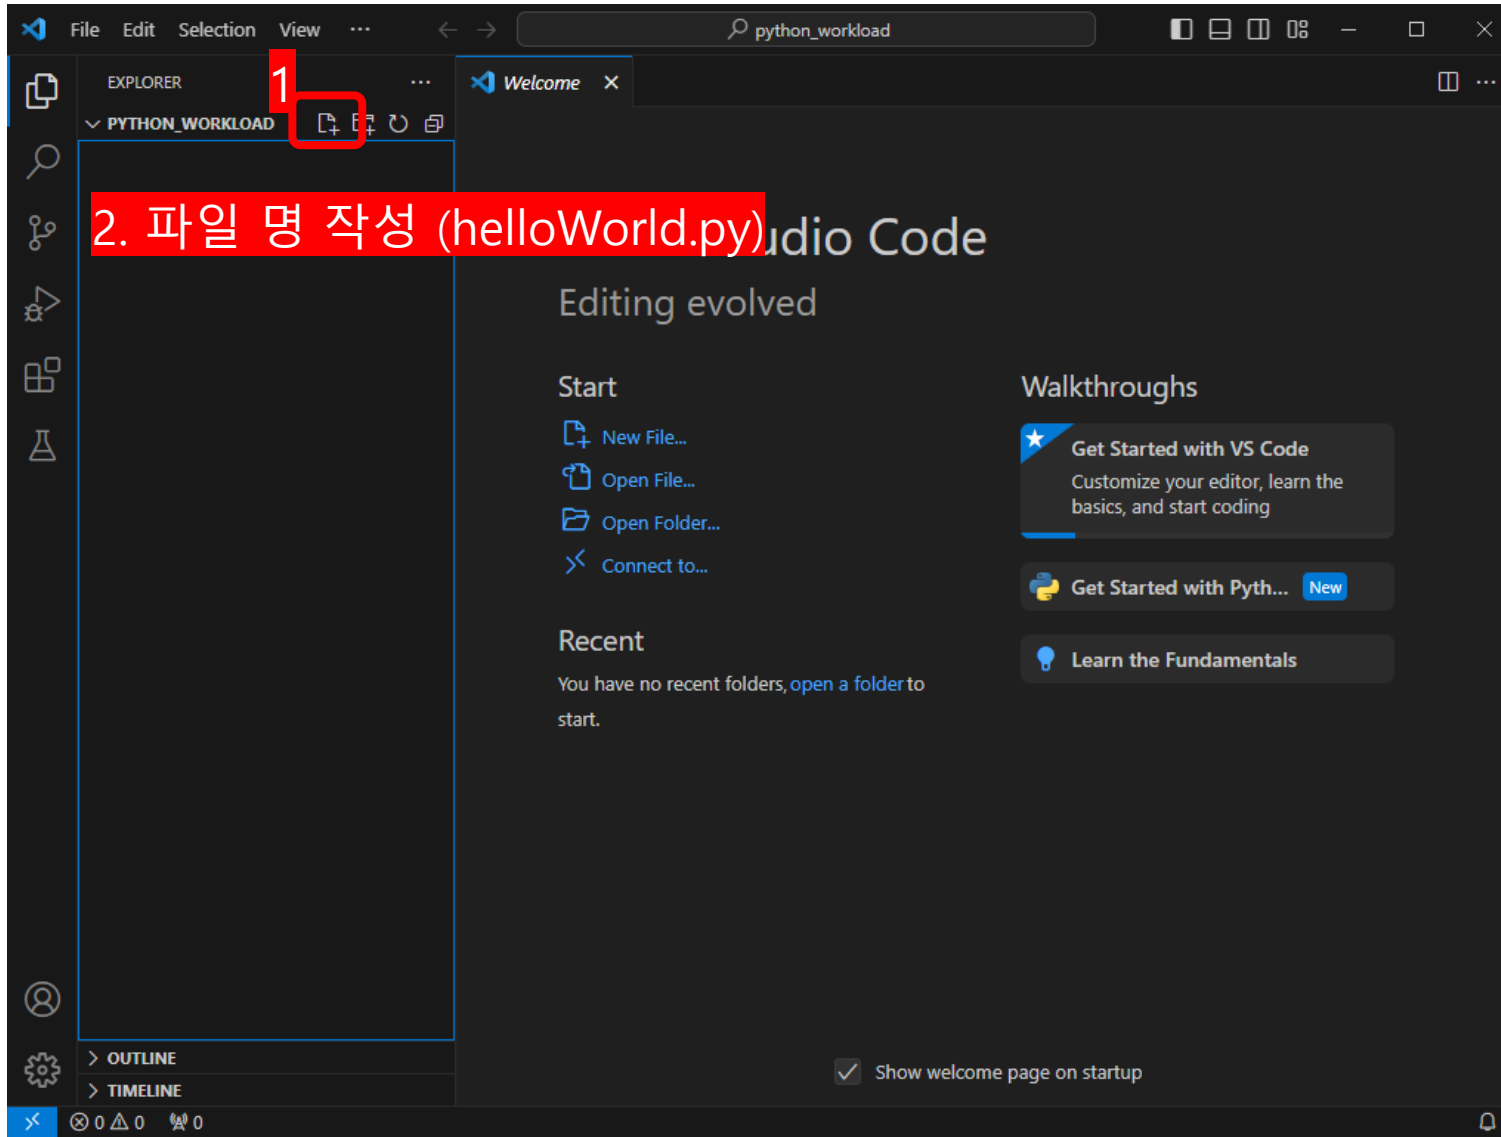 File Edit Selection View ··· python_workload
1
EXPLORER ···
Welcome
PYTHON_WORKLOAD
2. 파일 명 작성 (helloWorld.py)
udio Code
Editing evolved
Start
New File...
Open File...
Open Folder...
Connect to...
Recent
You have no recent folders, open a folder to
start.
Walkthroughs
Get Started with VS Code
Customize your editor, learn the
basics, and start coding
Get Started with Pyth... New
Learn the Fundamentals
OUTLINE
TIMELINE
Show welcome page on startup
0 0 0